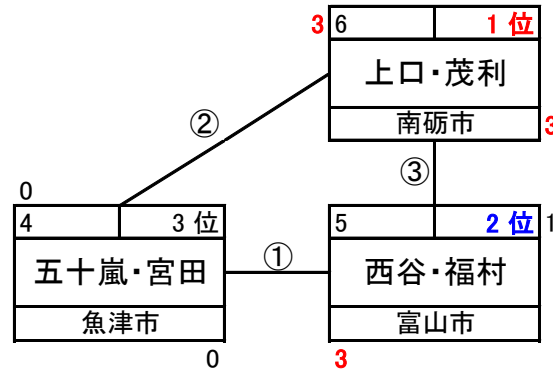 3 6 1 位
上口・茂利
南砺市 3
②
③
0
4 3 位
五十嵐・宮田
魚津市
0
①
5 2 位 1
西谷・福村
富山市
3